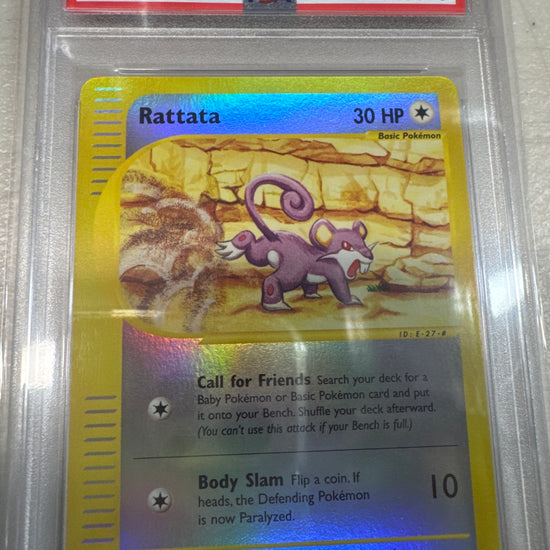 Rattata 30 HP
Basic Pokémon
ID: E-27-#
Call for Friends Search your deck for a
Baby Pokémon or Basic Pokémon card and put
it onto your Bench. Shuffle your deck afterward.
(You can't use this attack if your Bench is full.)
Body Slam Flip a coin. If
heads, the Defending Pokémon
is now Paralyzed.
10